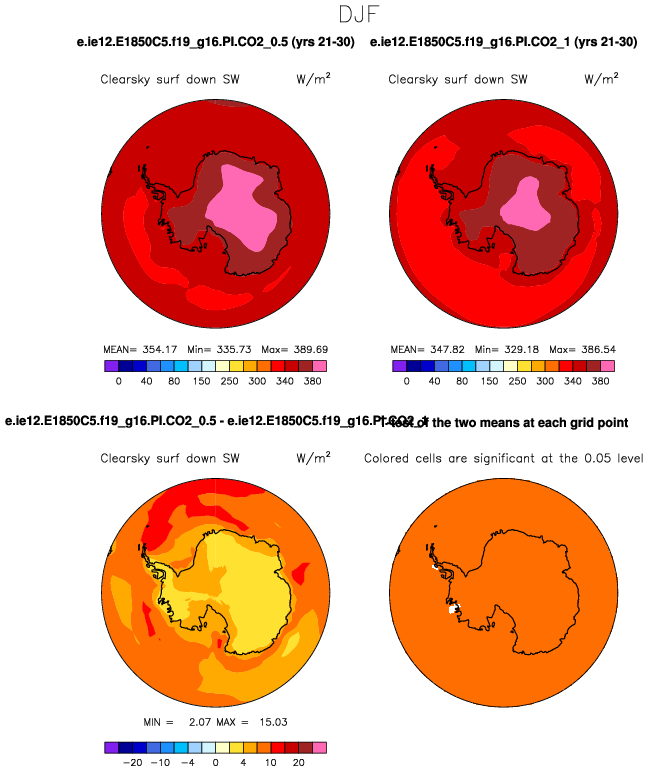 DJF
e.ie12.E1850C5.f19_g16.PI.CO2_0.5 (yrs 21-30)
e.ie12.E1850C5.f19_g16.PI.CO2_1 (yrs 21-30)
Clearsky surf down SW W/m²
Clearsky surf down SW W/m²
MEAN= 354.17 Min= 335.73 Max= 389.69
MEAN= 347.82 Min= 329.18 Max= 386.54
0 40 80 150 250 300 340 380
0 40 80 150 250 300 340 380
e.ie12.E1850C5.f19_g16.PI.CO2_0.5 - e.ie12.E1850C5.f19_g16.PI.CO2_1
T-test of the two means at each grid point
Clearsky surf down SW W/m²
Colored cells are significant at the 0.05 level
MIN = 2.07 MAX = 15.03
-20 -10 -4 0 4 10 20